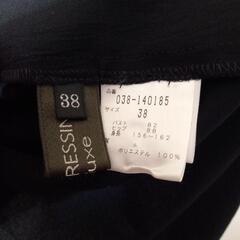 38
RESSIN
uxe
品番
038-140185
サイズ
38
バスト 82
ヒップ 88
身長 156-162
ポリエステル 100%